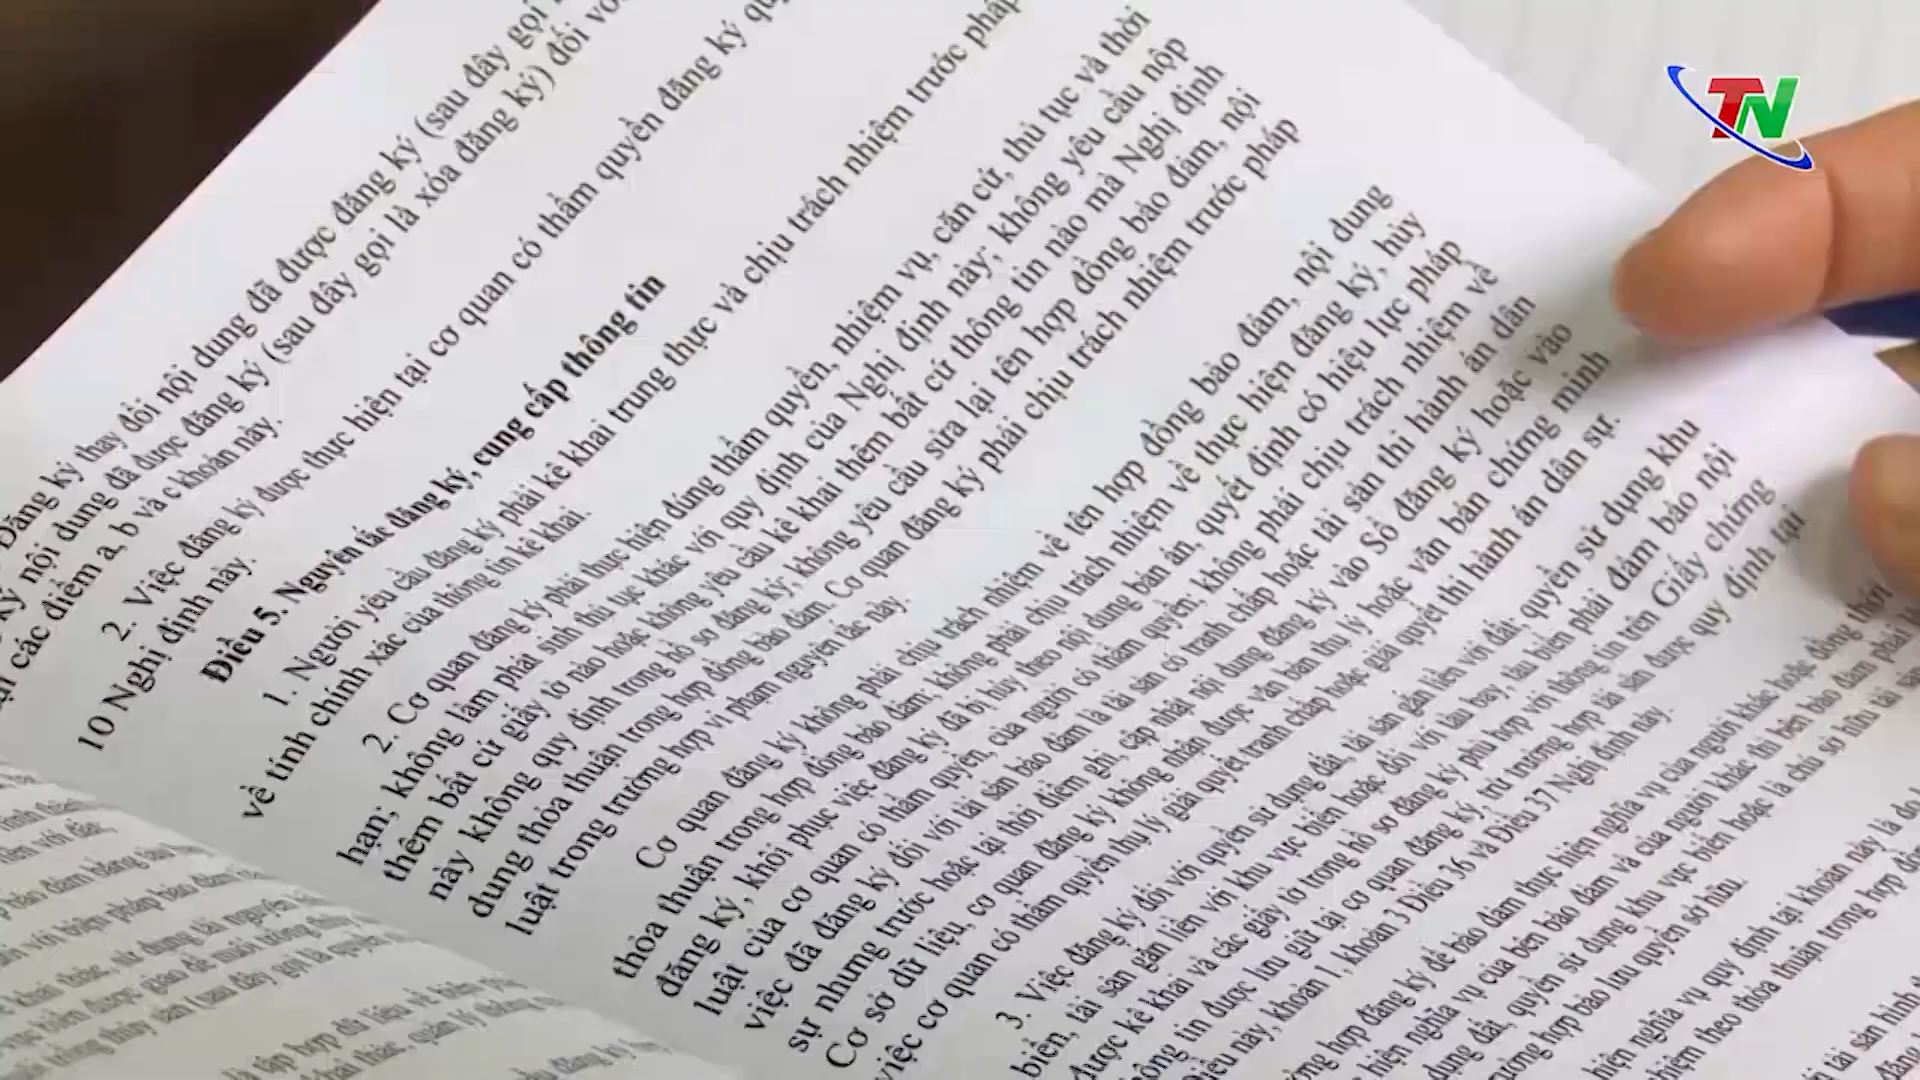 TN
Đăng ký thay đổi nội dung đã được đăng ký (sau đây gọi
ký nội dung đã được đăng ký (sau đây gọi là xóa đăng ký) đối với
tại các điểm a, b và c khoản này.
2. Việc đăng ký được thực hiện tại cơ quan có thẩm quyền đăng ký
10 Nghị định này.
Điều 5. Nguyên tắc đăng ký, cung cấp thông tin
1. Người yêu cầu đăng ký phải kê khai trung thực và chịu trách nhiệm trước pháp
về tính chính xác của thông tin kê khai.
2. Cơ quan đăng ký phải thực hiện đúng thẩm quyền, nhiệm vụ, căn cứ, thủ tục và thời
hạn; không làm phát sinh thủ tục khác với quy định của Nghị định này; không yêu cầu nộp
thêm bất cứ giấy tờ nào hoặc không yêu cầu kê khai thêm bất cứ thông tin nào mà Nghị định
này không quy định trong hồ sơ đăng ký; không yêu cầu sửa lại tên hợp đồng bảo đảm, nội
dung thỏa thuận trong hợp đồng bảo đảm. Cơ quan đăng ký phải chịu trách nhiệm trước pháp
luật trong trường hợp vi phạm nguyên tắc này.
Cơ quan đăng ký không phải chịu trách nhiệm về tên hợp đồng bảo đảm, nội dung
thỏa thuận trong hợp đồng bảo đảm; không phải chịu trách nhiệm về thực hiện đăng ký, hủy
đăng ký, khôi phục việc đăng ký đã bị hủy theo nội dung bản án, quyết định có hiệu lực pháp
luật của cơ quan có thẩm quyền, của người có thẩm quyền; không phải chịu trách nhiệm về
việc đã đăng ký đối với tài sản bảo đảm là tài sản có tranh chấp hoặc tài sản thi hành án dân
sự nhưng trước hoặc tại thời điểm ghi, cập nhật nội dung đăng ký vào Sổ đăng ký hoặc vào
Cơ sở dữ liệu, cơ quan đăng ký không nhận được văn bản thụ lý hoặc văn bản chứng minh
việc cơ quan có thẩm quyền thụ lý giải quyết tranh chấp hoặc giải quyết thi hành án dân sự.
3. Việc đăng ký đối với quyền sử dụng đất, tài sản gắn liền với đất; quyền sử dụng khu
biển, tài sản gắn liền với khu vực biển hoặc đối với tàu bay, tàu biển phải đảm bảo nội
được kê khai và các giấy tờ trong hồ sơ đăng ký phù hợp với thông tin trên Giấy chứng
thông tin được lưu giữ tại cơ quan đăng ký, trừ trường hợp tài sản được quy định tại
Điều này, khoản 1, khoản 3 Điều 36 và Điều 37 Nghị định này.
hợp đăng ký để bảo đảm thực hiện nghĩa vụ của người khác hoặc đồng thời
hiện nghĩa vụ của bên bảo đảm và của người khác thì bên bảo đảm phải
dụng đất, quyền sử dụng khu vực biển hoặc là chủ sở hữu tài
trường hợp bảo lưu quyền sở hữu.
hiện nghĩa vụ quy định tại khoản này là do
nhiệm theo thỏa thuận trong hợp
tài sản hình